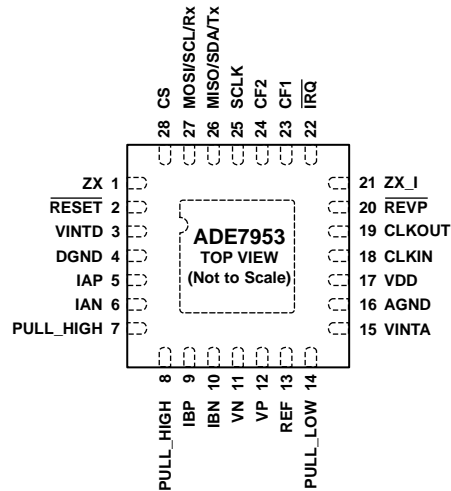 28 CS
27 MOSI/SCL/Rx
26 MISO/SDA/Tx
25 SCLK
24 CF2
23 CF1
22 IRQ
ZX 1
RESET 2
VINTD 3
DGND 4
IAP 5
IAN 6
PULL_HIGH 7
ADE7953
TOP VIEW
(Not to Scale)
21 ZX_I
20 REVP
19 CLKOUT
18 CLKIN
17 VDD
16 AGND
15 VINTA
PULL_HIGH 8
IBP 9
IBN 10
VN 11
VP 12
REF 13
PULL_LOW 14